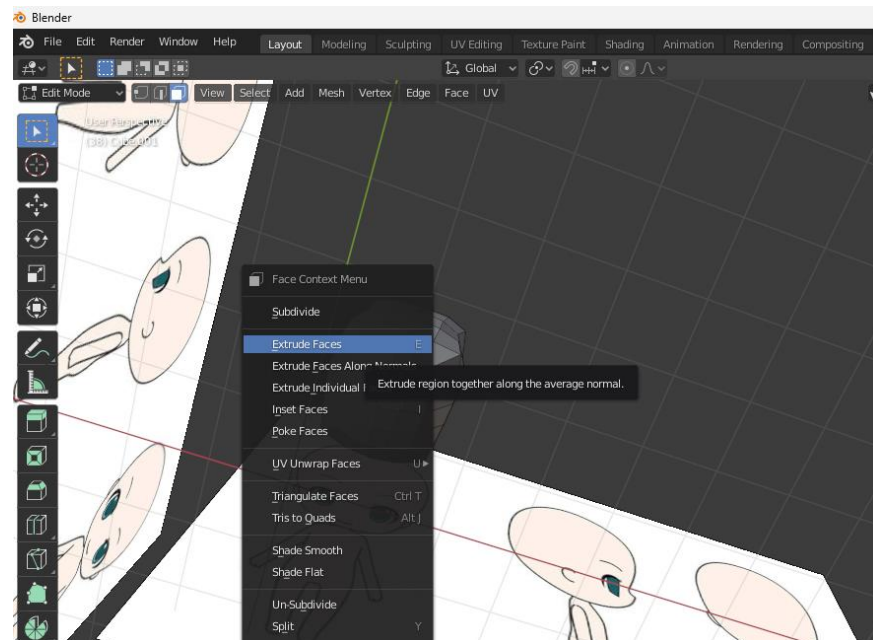 Blender
File Edit Render Window Help Layout Modeling Sculpting UV Editing Texture Paint Shading Animation Rendering Compositing
Global
Edit Mode View Select Add Mesh Vertex Edge Face UV
User Perspective
(38) Cube.001
Face Context Menu
Subdivide
Extrude Faces E
Extrude Faces Along Normals
Extrude Individual
Extrude region together along the average normal.
Inset Faces I
Poke Faces
UV Unwrap Faces U
Triangulate Faces Ctrl T
Tris to Quads Alt J
Shade Smooth
Shade Flat
Un-Subdivide
Split Y